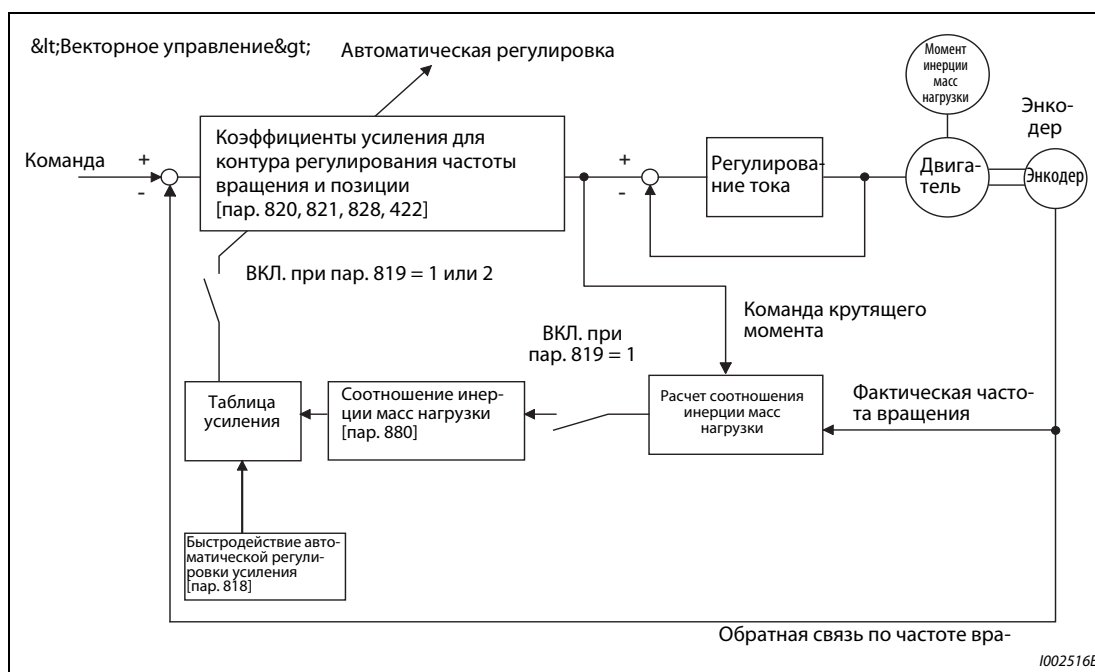 &lt;Векторное управление&gt;
Автоматическая регулировка
Момент
инерции
масс
нагрузки
Энко-
дер
Команда
+
-
Коэффициенты усиления для
контура регулирования частоты
вращения и позиции
[пар. 820, 821, 828, 422]
+
-
Регулирова-
ние тока
Двига-
тель
Энкодер
ВКЛ. при пар. 819 = 1 или 2
Команда крутящего
момента
ВКЛ. при
пар. 819 = 1
Таблица
усиления
Соотношение инер-
ции масс нагрузки
[пар. 880]
Расчет соотношения
инерции масс
нагрузки
Фактическая часто-
та вращения
Быстродействие авто-
матической регули-
ровки усиления
[пар. 818]
Обратная связь по частоте вра-
I002516E